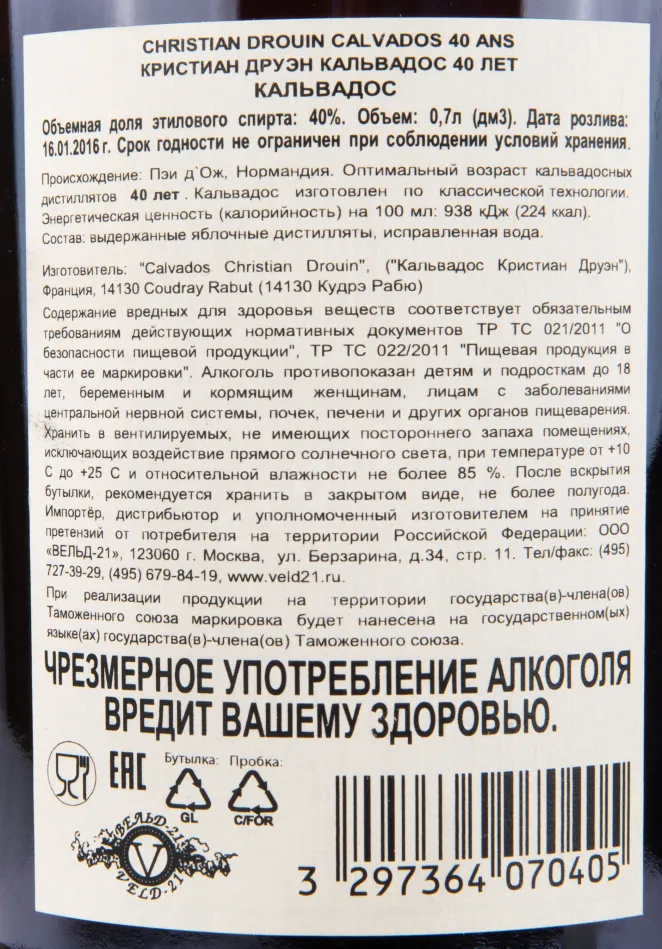 CHRISTIAN DROUIN CALVADOS 40 ANS
КРИСТИАН ДРУЭН КАЛЬВАДОС 40 ЛЕТ
КАЛЬВАДОС
Объемная доля этилового спирта: 40%. Объем: 0,7л (дм3). Дата розлива:
16.01.2016 г. Срок годности не ограничен при соблюдении условий хранения.
Происхождение: Пэи д`Ож, Нормандия. Оптимальный возраст кальвадосных
дистиллятов 40 лет . Кальвадос изготовлен по классической технологии.
Энергетическая ценность (калорийность) на 100 мл: 938 кДж (224 ккал).
Состав: выдержанные яблочные дистилляты, исправленная вода.
Изготовитель: "Calvados Christian Drouin", ("Кальвадос Кристиан Друэн"),
Франция, 14130 Coudray Rabut (14130 Кудрэ Рабю)
Содержание вредных для здоровья веществ соответствует обязательным
требованиям действующих нормативных документов ТР ТС 021/2011 "О
безопасности пищевой продукции", ТР ТС 022/2011 "Пищевая продукция в
части ее маркировки". Алкоголь противопоказан детям и подросткам до 18
лет, беременным и кормящим женщинам, лицам с заболеваниями
центральной нервной системы, почек, печени и других органов пищеварения.
Хранить в вентилируемых, не имеющих постороннего запаха помещениях,
исключающих воздействие прямого солнечного света, при температуре от +10
С до +25 С и относительной влажности не более 85 %. После вскрытия
бутылки, рекомендуется хранить в закрытом виде, не более полугода.
Импортёр, дистрибьютор и уполномоченный изготовителем на принятие
претензий от потребителя на территории Российской Федерации: ООО
«ВЕЛЬД-21», 123060 г. Москва, ул. Берзарина, д.34, стр. 11. Тел/факс: (495)
727-39-29, (495) 679-84-19, www.veld21.ru.
При реализации продукции на территории государства(в)-члена(ов)
Таможенного союза маркировка будет нанесена на государственном(ых)
языке(ах) государства(в)-члена(ов) Таможенного союза.
ЧРЕЗМЕРНОЕ УПОТРЕБЛЕНИЕ АЛКОГОЛЯ
ВРЕДИТ ВАШЕМУ ЗДОРОВЬЮ.
EAC
Бутылка: Пробка:
GL C/FOR
ВЕЛЬД-21
V
VELD-21
3 297364 070405